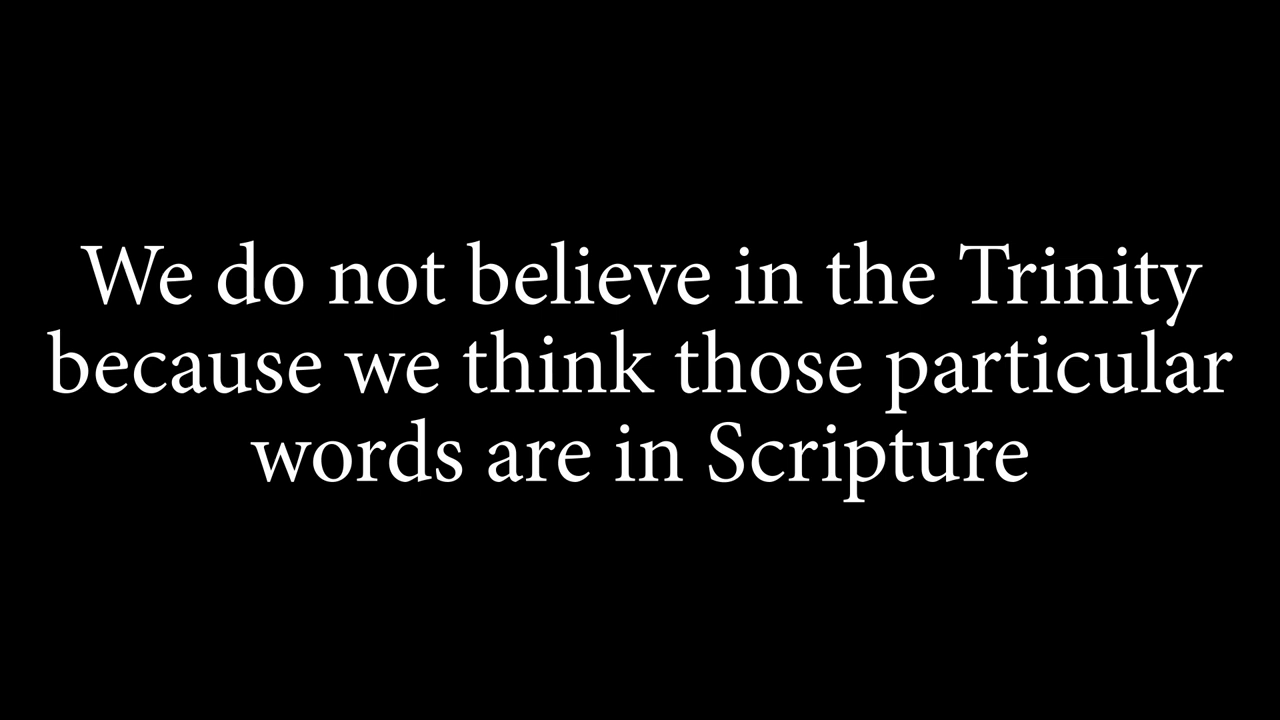 We do not believe in the Trinity
because we think those particular
words are in Scripture